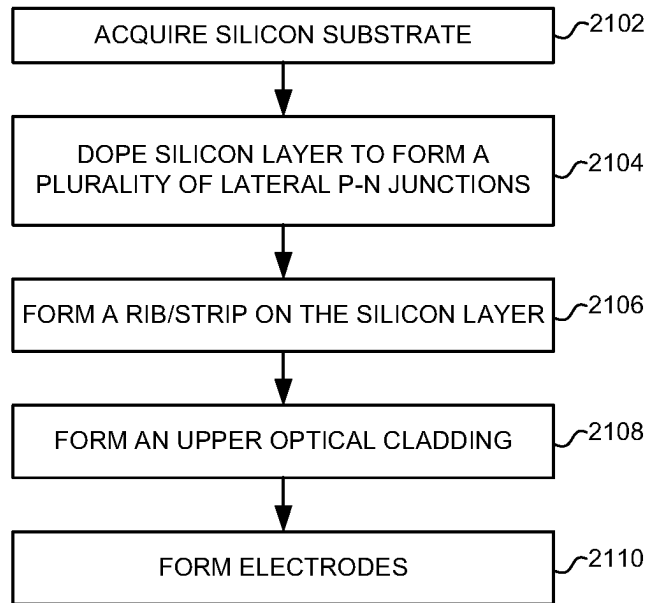 ACQUIRE SILICON SUBSTRATE
2102
DOPE SILICON LAYER TO FORM A
PLURALITY OF LATERAL P-N JUNCTIONS
2104
FORM A RIB/STRIP ON THE SILICON LAYER
2106
FORM AN UPPER OPTICAL CLADDING
2108
FORM ELECTRODES
2110